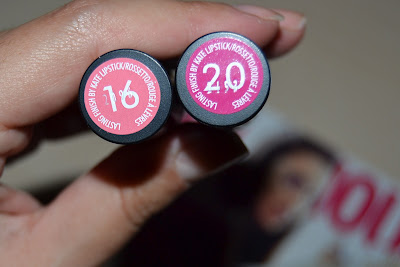 LASTING FINISH BY KATE LIPSTICK/ROSSETTO/ROUGE À LÈVRES
16
LASTING FINISH BY KATE LIPSTICK/ROSSETTO/ROUGE À LÈVRES
20